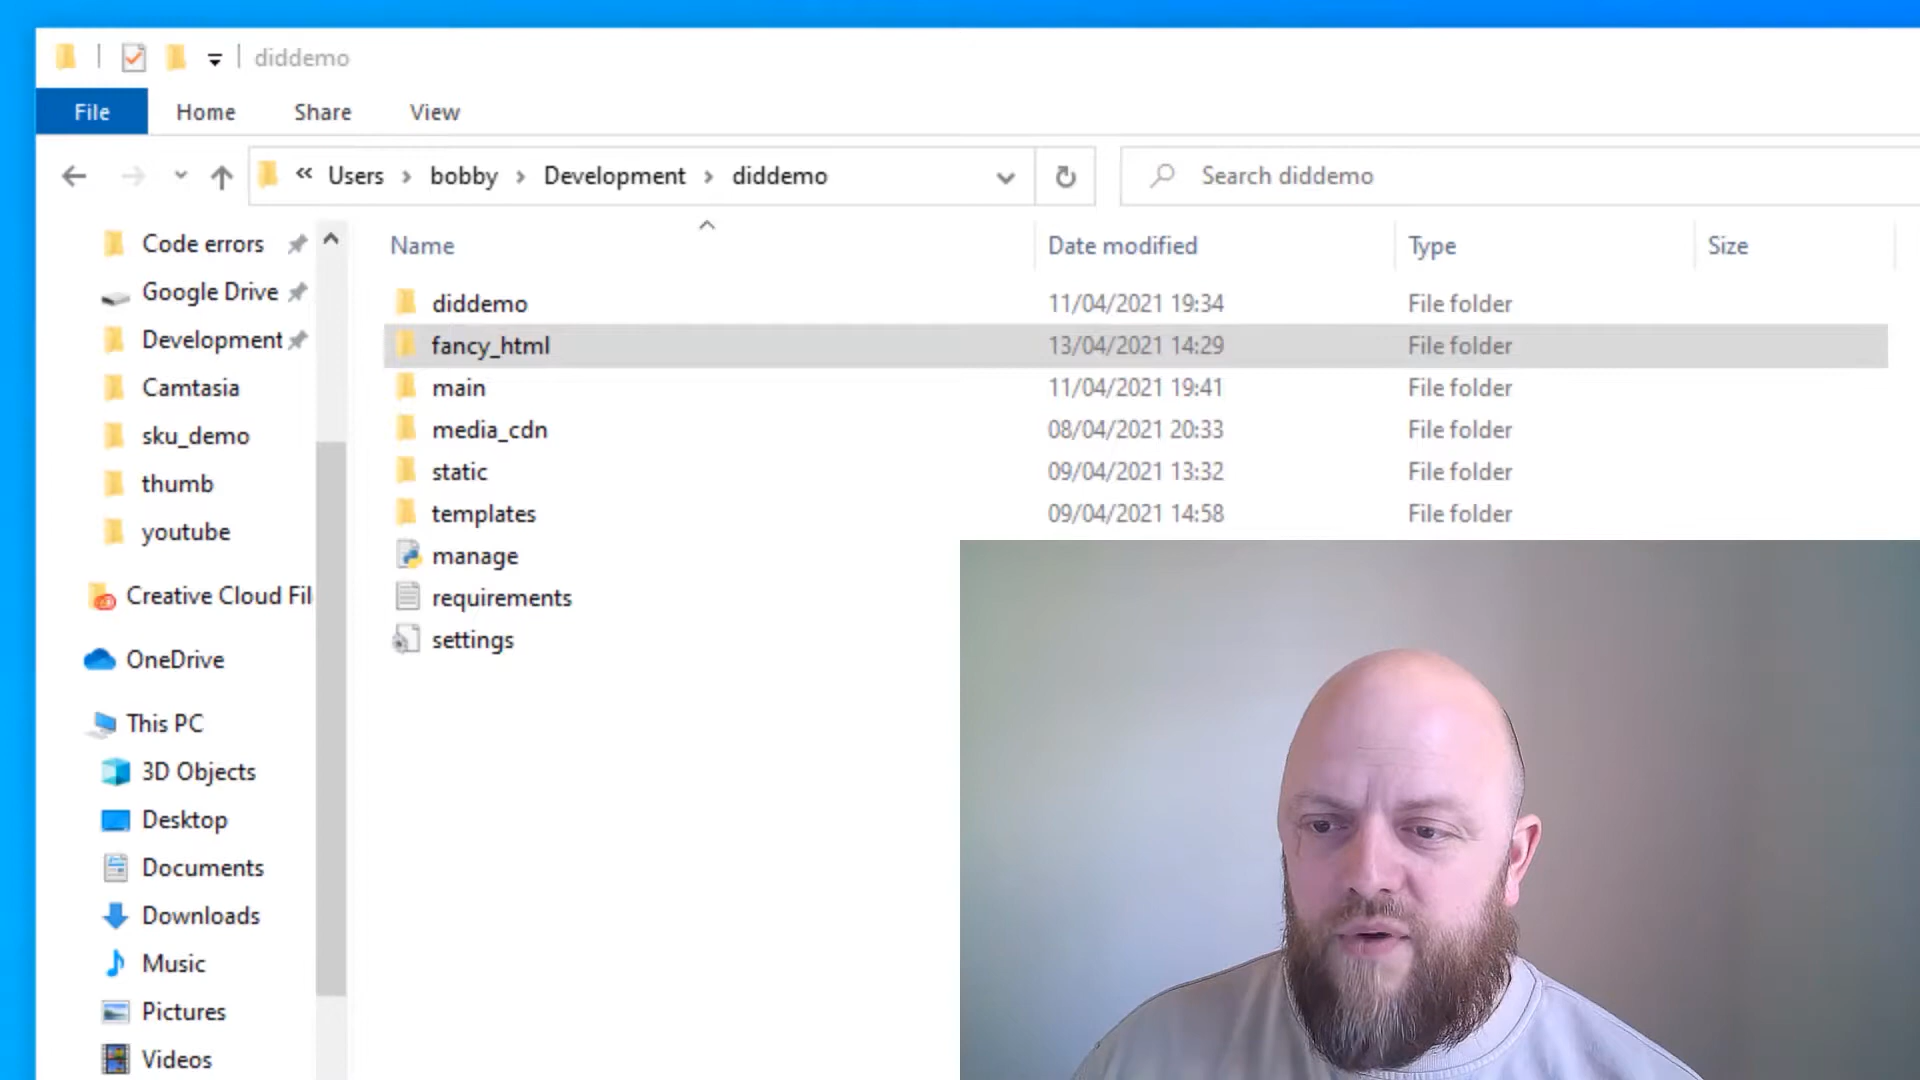 diddemo
File Home Share View
« Users > bobby > Development > diddemo
Search diddemo
Code errors
Google Drive
Development
Camtasia
sku_demo
thumb
youtube
Creative Cloud Fil
OneDrive
This PC
3D Objects
Desktop
Documents
Downloads
Music
Pictures
Videos
Name Date modified Type Size
diddemo 11/04/2021 19:34 File folder
fancy_html 13/04/2021 14:29 File folder
main 11/04/2021 19:41 File folder
media_cdn 08/04/2021 20:33 File folder
static 09/04/2021 13:32 File folder
templates 09/04/2021 14:58 File folder
manage
requirements
settings